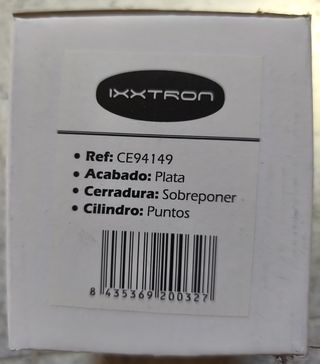 IXXTRON
• Ref: CE94149
• Acabado: Plata
• Cerradura: Sobreponer
• Cilindro: Puntos
8 435369 200327